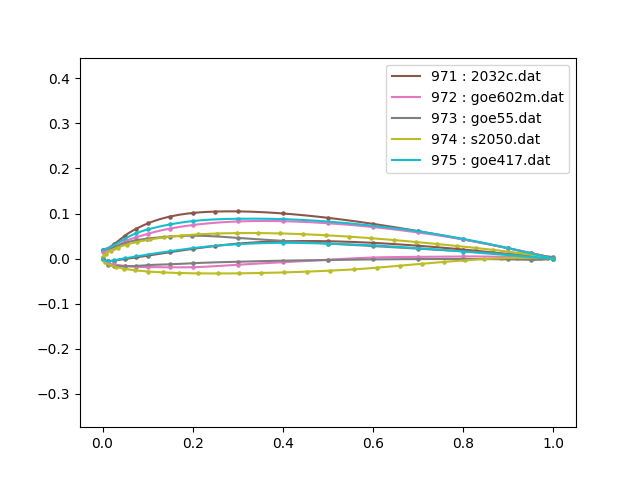 971 : 2032c.dat
972 : goe602m.dat
973 : goe55.dat
974 : s2050.dat
975 : goe417.dat
0.4
0.3
0.2
0.1
0.0
−0.1
−0.2
−0.3
0.0 0.2 0.4 0.6 0.8 1.0